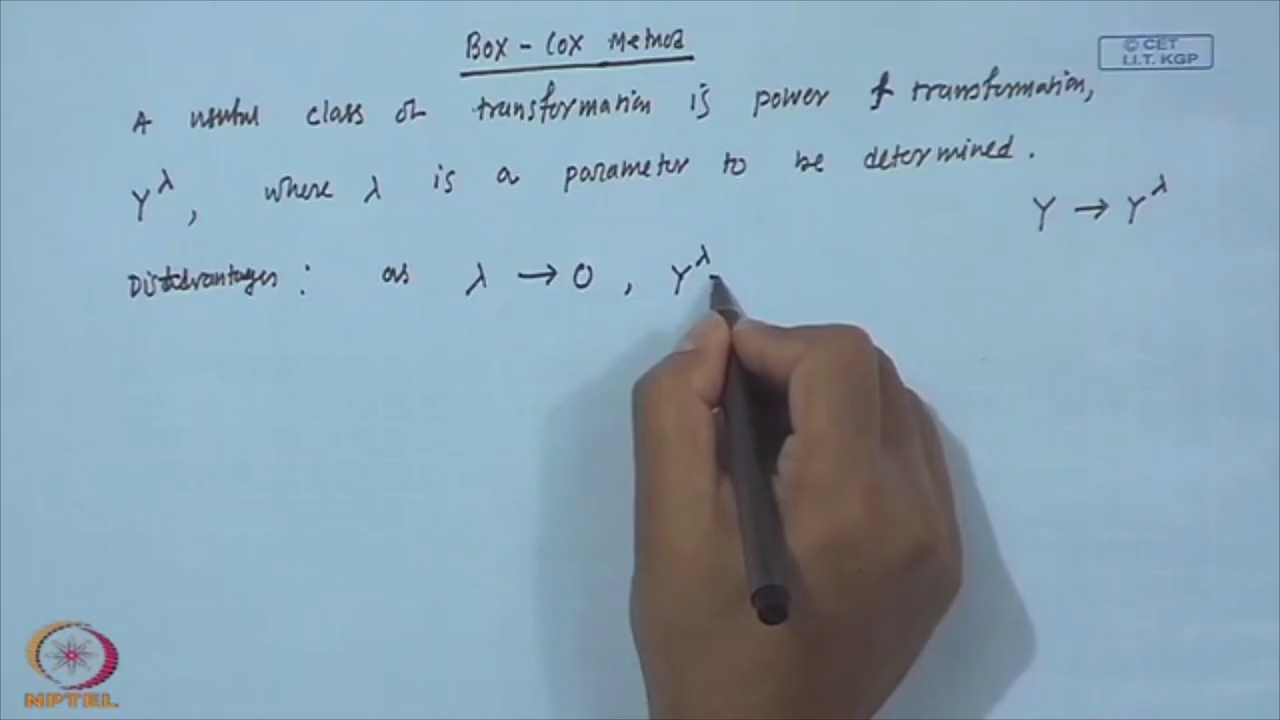 Box - Cox Method
© CET
I.I.T. KGP
A useful class of transformation is power transformation,
Y^λ, where λ is a parameter to be determined.
Y → Y^λ
Disadvantages : as λ → 0 , Y^λ
NPTEL